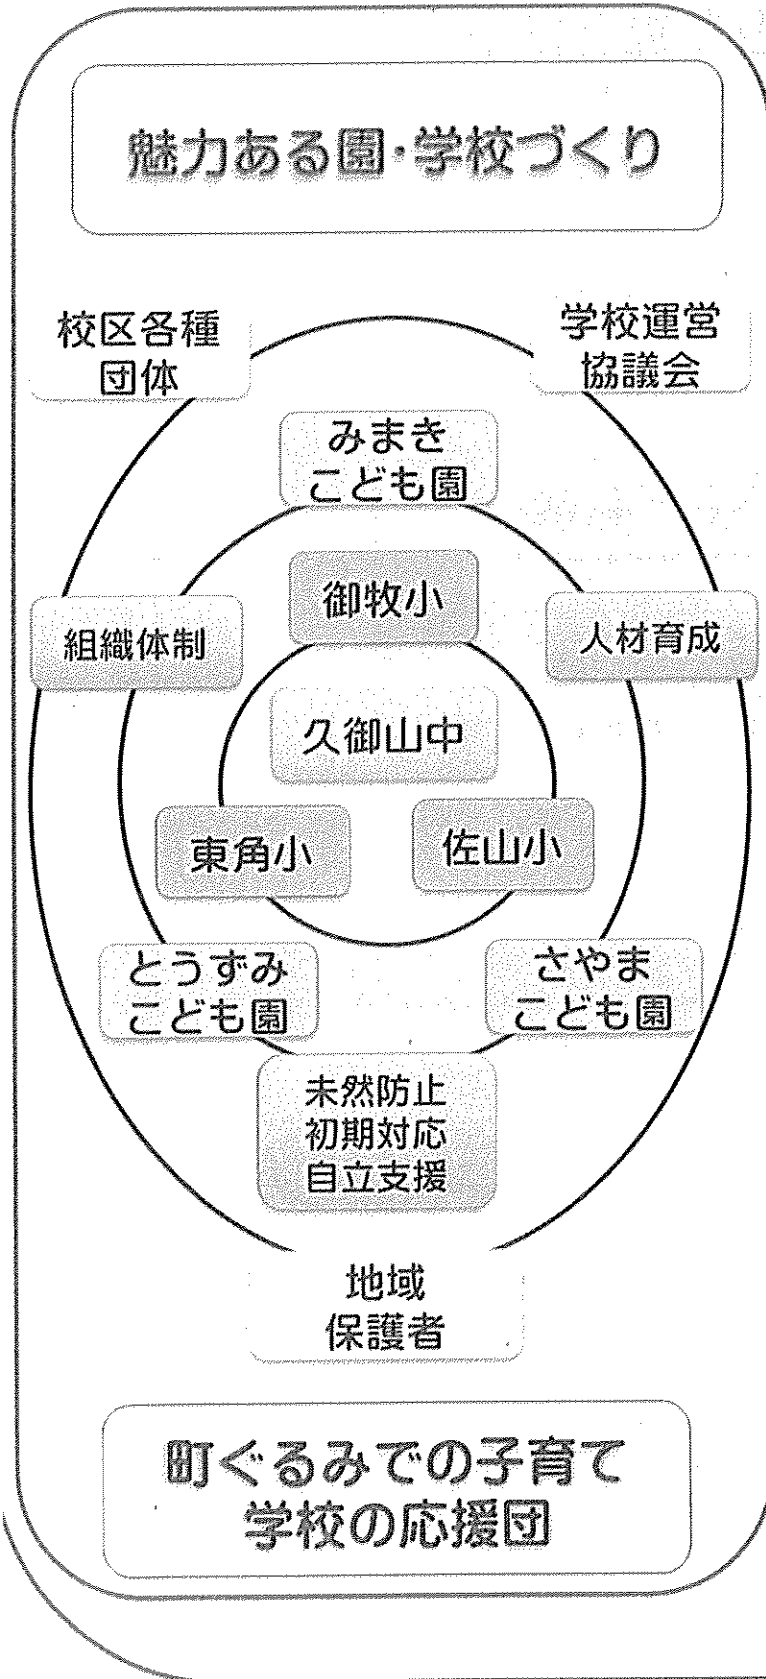 魅力ある園・学校づくり
校区各種
団体
学校運営
協議会
みまき
こども園
御牧小
組織体制
人材育成
久御山中
東角小
佐山小
とうずみ
こども園
さやま
こども園
未然防止
初期対応
自立支援
地域
保護者
町ぐるみでの子育て
学校の応援団